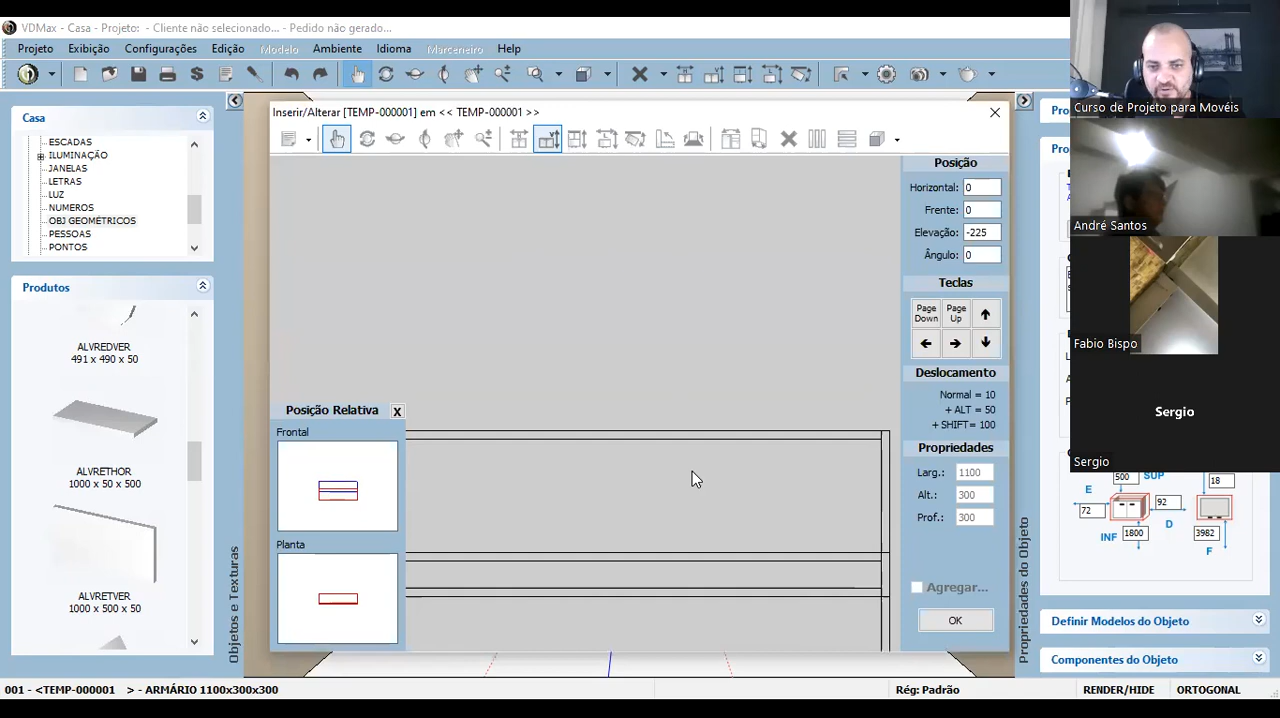 VDMax - Casa - Projeto:  - Cliente não selecionado... - Pedido não gerado...
Projeto Exibição Configurações Edição Modelo Ambiente Idioma Marceneiro Help
Casa
ESCADAS
ILUMINAÇÃO
JANELAS
LETRAS
LUZ
NUMEROS
OBJ GEOMÉTRICOS
PESSOAS
PONTOS
Produtos
ALVREDVER
491 x 490 x 50
ALVRETHOR
1000 x 50 x 500
ALVRETVER
1000 x 500 x 50
Objetos e Texturas
Inserir/Alterar [TEMP-000001] em << TEMP-000001 >>
Posição Relativa X
Frontal
Planta
Posição
Horizontal: 0
Frente: 0
Elevação: -225
Ângulo: 0
Teclas
Page Down
Page Up
Deslocamento
Normal = 10
+ ALT = 50
+ SHIFT= 100
Propriedades
Larg.: 1100
Alt.: 300
Prof.: 300
Agregar...
OK
Propriedades do Objeto
Curso de Projeto para Movéis
André Santos
Fabio Bispo
Sergio
Sergio
500 SUP 18
E 92
72 D
INF 1800 3982
F
Definir Modelos do Objeto
Componentes do Objeto
001 - <TEMP-000001 > - ARMÁRIO 1100x300x300
Rég: Padrão
RENDER/HIDE
ORTOGONAL